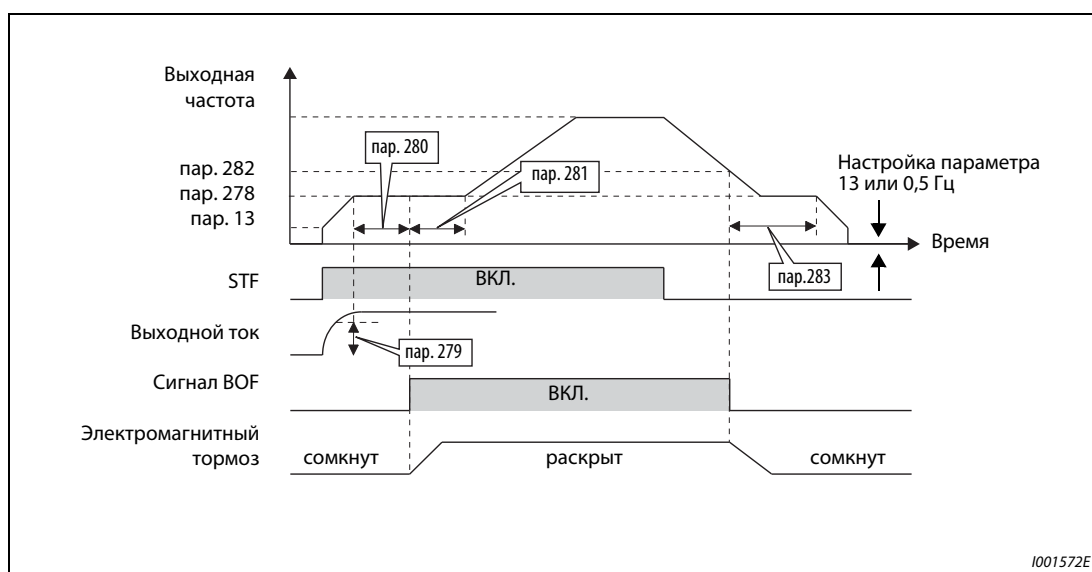 Выходная
частота
пар. 280
пар. 282
пар. 281
Настройка параметра
13 или 0,5 Гц
пар. 278
пар. 13
Время
пар.283
STF
ВКЛ.
Выходной ток
пар. 279
Сигнал BOF
ВКЛ.
Электромагнитный
тормоз
сомкнут
раскрыт
сомкнут
I001572E